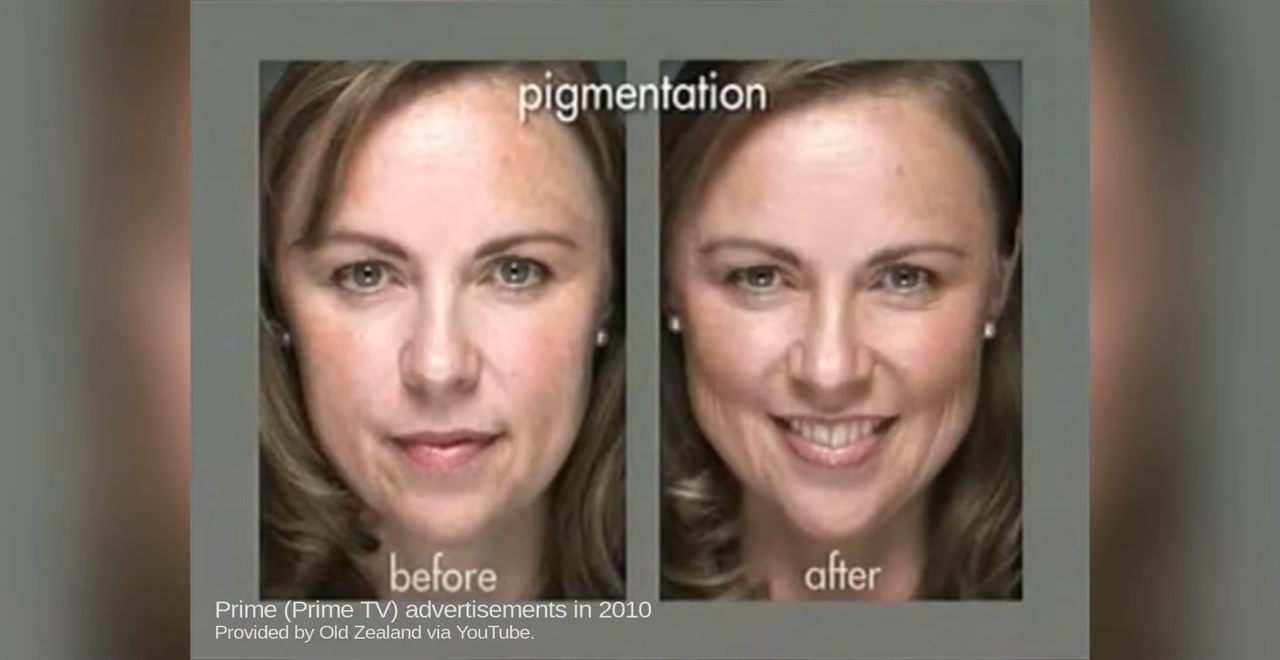 pigmentation
before
after
Prime (Prime TV) advertisements in 2010
Provided by Old Zealand via YouTube.